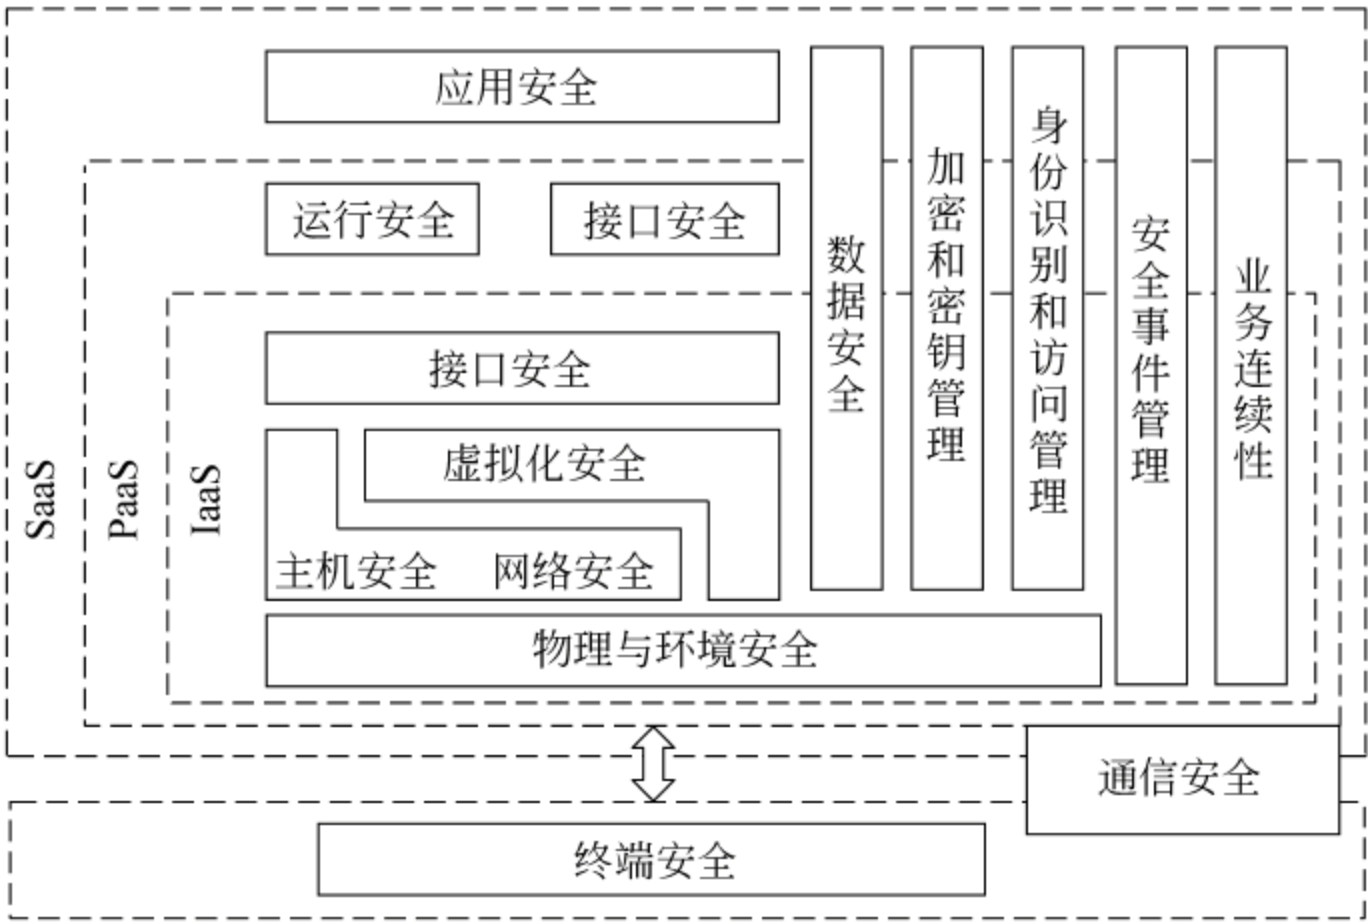 应用安全
运行安全
接口安全
接口安全
虚拟化安全
主机安全
网络安全
物理与环境安全
数据安全
加密和密钥管理
身份识别和访问管理
安全事件管理
业务连续性
SaaS
PaaS
IaaS
通信安全
终端安全